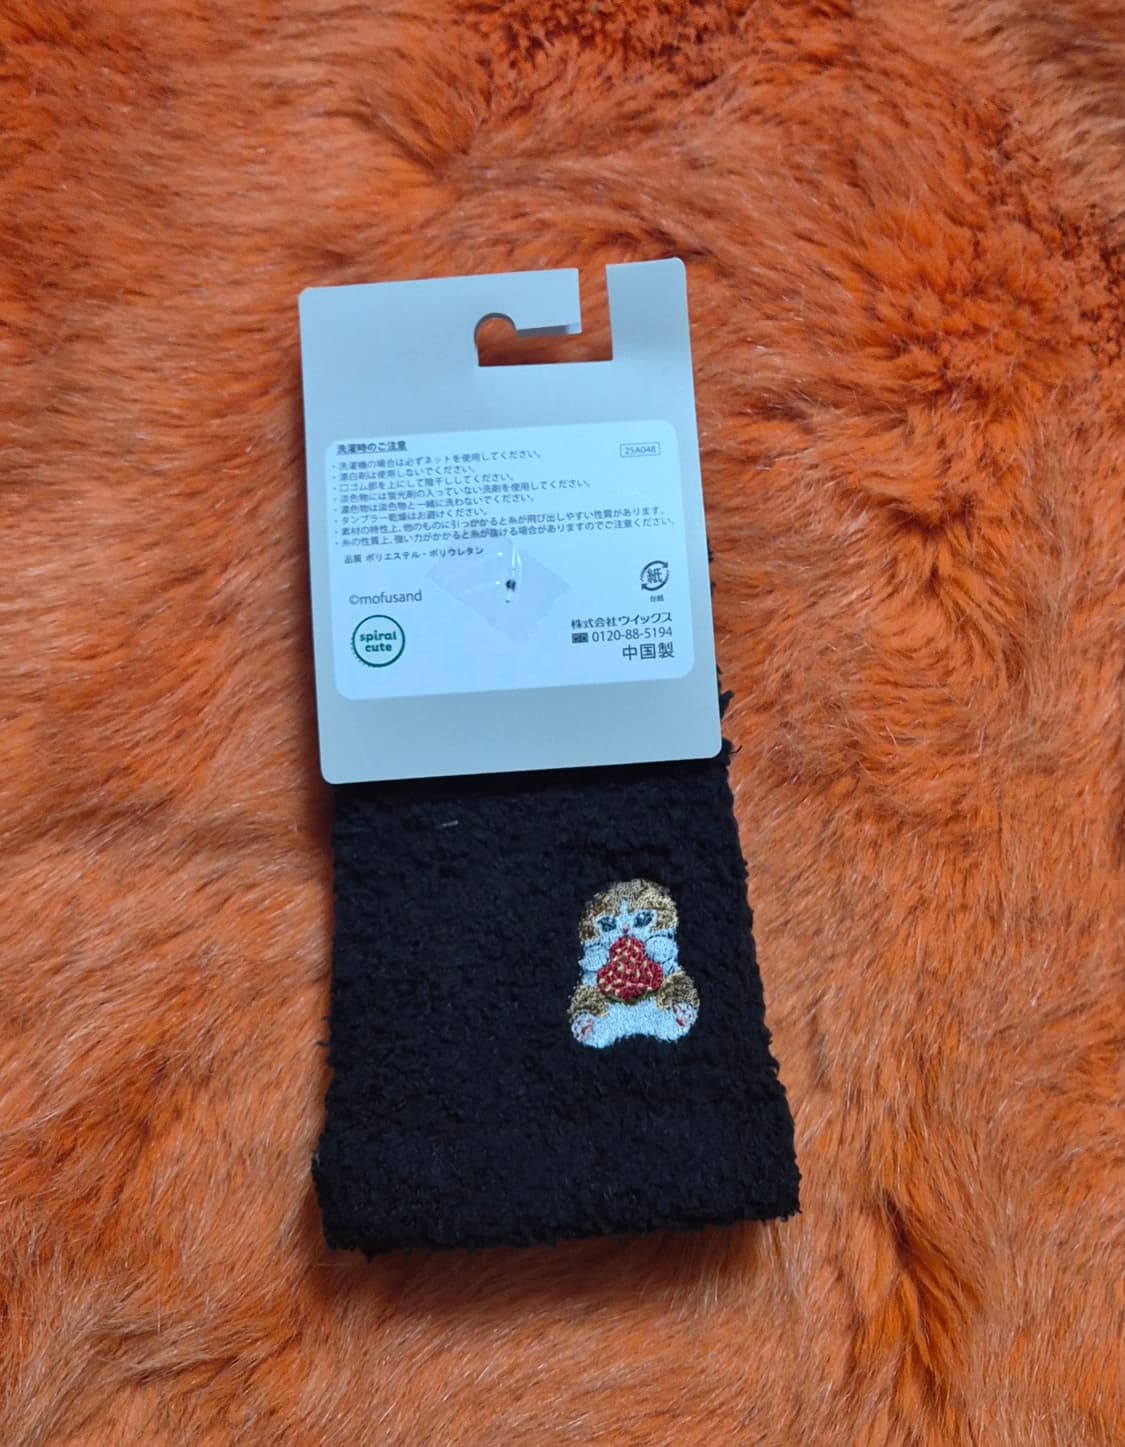 洗濯時のご注意
25A048
・洗濯機の場合は必ずネットを使用してください。
・漂白剤は使用しないでください。
・口ゴム部を上にして陰干ししてください。
・淡色物には蛍光剤の入っていない洗剤を使用してください。
・濃色物は淡色物と一緒に洗わないでください。
・タンブラー乾燥はお避けください。
・素材の特性上、他のものに引っかかると糸が飛び出しやすい性質があります。
・糸の性質上、強い力がかかると糸が抜ける場合がありますのでご注意ください。
品質 ポリエステル・ポリウレタン
紙
台紙
©mofusand
spiral
cute
株式会社ウイックス
0120-88-5194
中国製